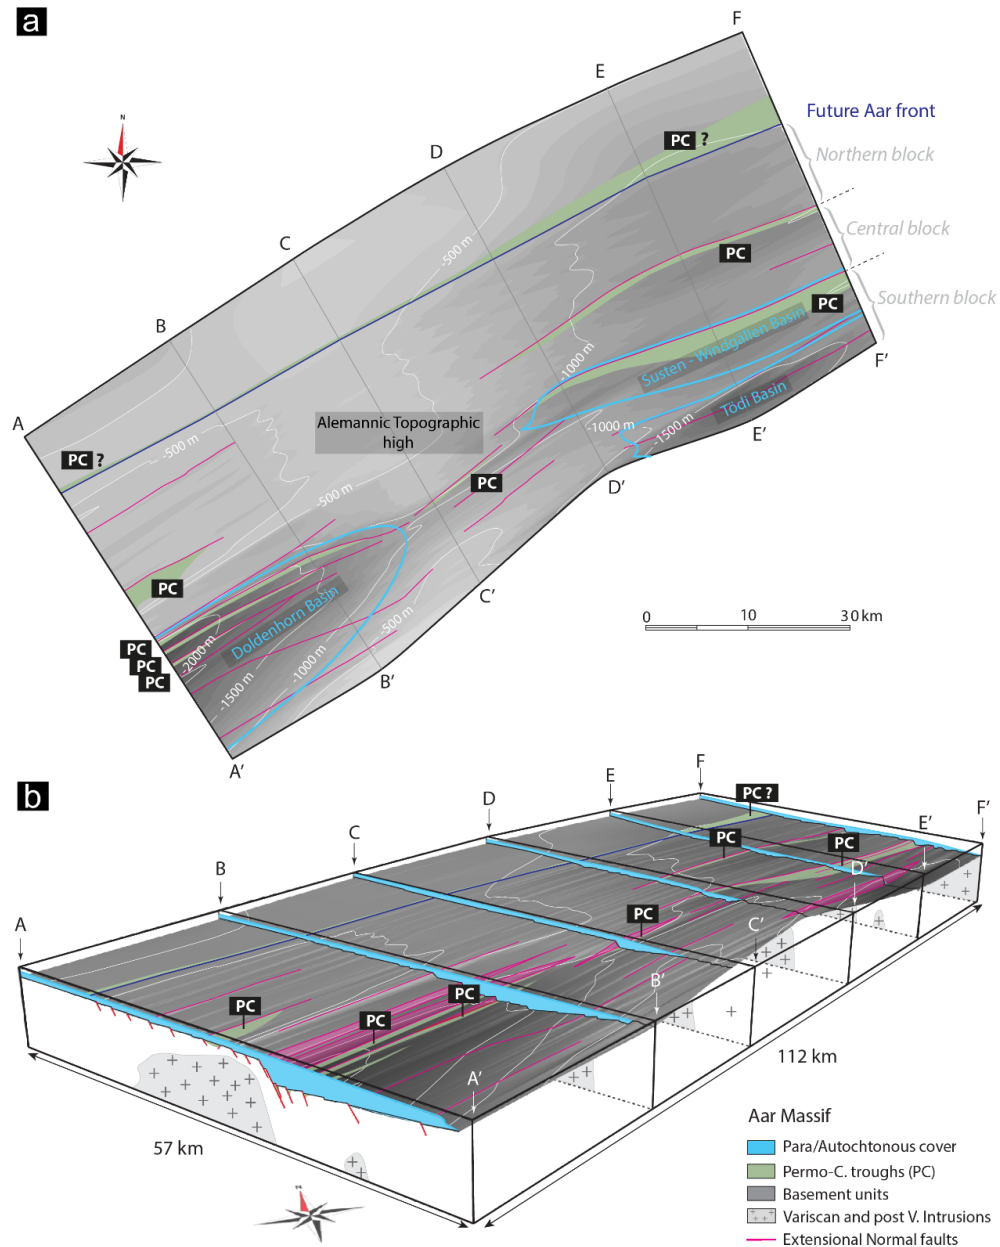 a
F
E
N
Future Aar front
D
PC ?
Northern block
C
Central block
-500 m
PC
B
Southern block
PC
Susten - Windgällen Basin
-1000 m
F'
A
Tödi Basin
Alemannic Topographic
high
-1000 m
-1500 m
E'
-500 m
PC ?
PC
D'
-500 m
PC
C'
0 10 30 km
Doldenhorn Basin
-500 m
PC
PC
PC
-2000 m
-1000 m
-1500 m
B'
A'
b
F
E
PC ?
F'
D
E'
C
PC
PC
B
D'
A
PC
C'
PC
PC
B'
PC
A'
112 km
57 km
Aar Massif
Para/Autochtonous cover
Permo-C. troughs (PC)
Basement units
Variscan and post V. Intrusions
Extensional Normal faults